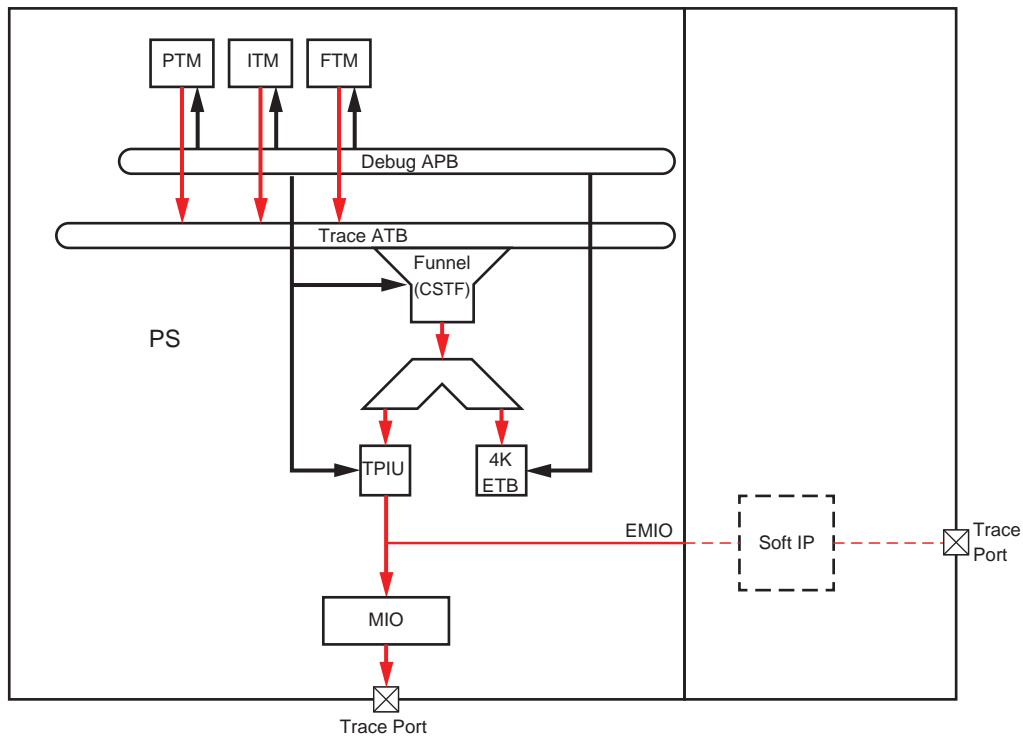 PTM
ITM
FTM
Debug APB
Trace ATB
Funnel
(CSTF)
PS
TPIU
4K
ETB
EMIO
Soft IP
Trace
Port
MIO
Trace Port